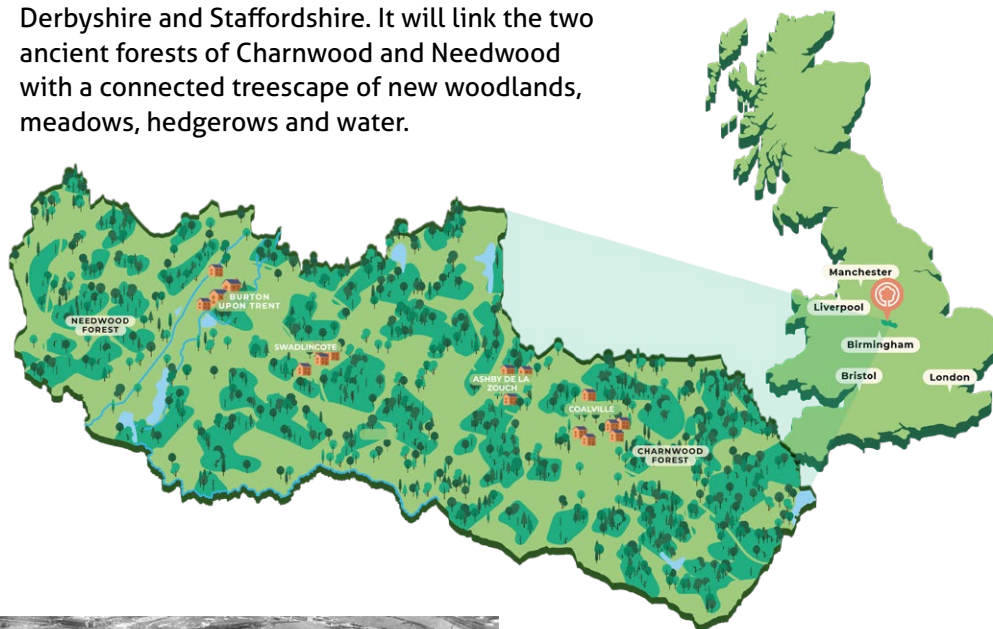 Derbyshire and Staffordshire. It will link the two
ancient forests of Charnwood and Needwood
with a connected treescape of new woodlands,
meadows, hedgerows and water.
Manchester
Liverpool
Birmingham
Bristol
London
BURTON
UPON TRENT
NEEDWOOD
FOREST
SWADLINCOTE
ASHBY DE LA
ZOUCH
COALVILLE
CHARNWOOD
FOREST